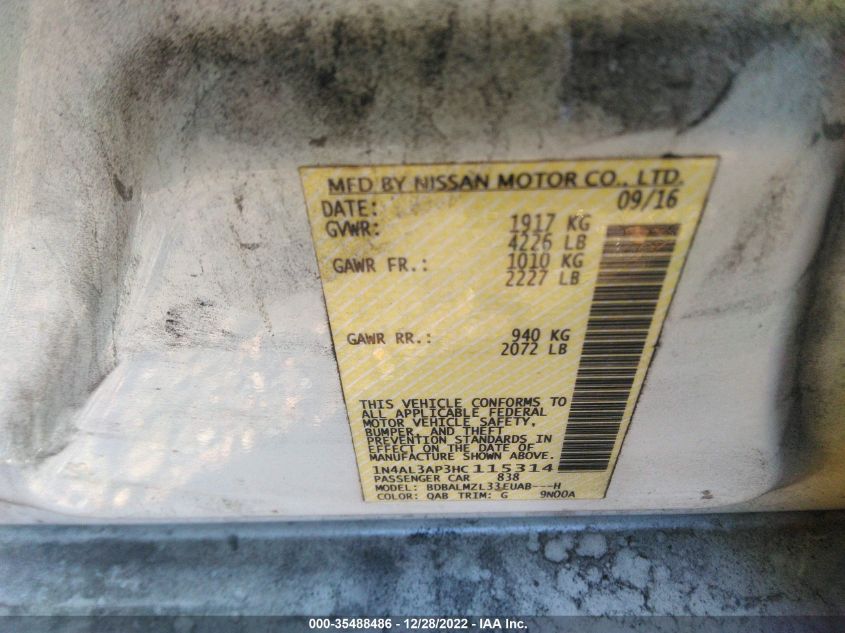 MFD BY NISSAN MOTOR CO., LTD.
DATE: 09/16
GVWR: 1917 KG
4226 LB
GAWR FR.: 1010 KG
2227 LB
GAWR RR.: 940 KG
2072 LB
THIS VEHICLE CONFORMS TO
ALL APPLICABLE FEDERAL
MOTOR VEHICLE SAFETY,
BUMPER, AND THEFT
PREVENTION STANDARDS IN
EFFECT ON THE DATE OF
MANUFACTURE SHOWN ABOVE.
1N4AL3AP3HC115314
PASSENGER CAR 838
MODEL: BDBALMZL33EUAB---H
COLOR: QAB TRIM: G 9N00A
000-35488486 - 12/28/2022 - IAA Inc.